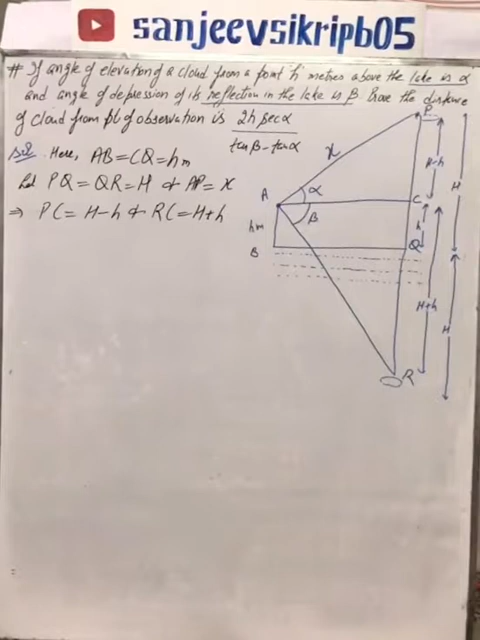 sanjeevsikripb05
# If angle of elevation of a cloud from a point 'h' metres above the lake is α
and angle of depression of its reflection in the lake is β. Prove the distance
of cloud from pt of observation is 2h secα / tanβ - tanα
Sol. Here, AB = CQ = hm
Let PQ = QR = H & AP = x
⇒ PC = H-h & RC = H+h
P
x
H-h
H
A
α
C
β
hm
h
B
Q
H+h
H
R